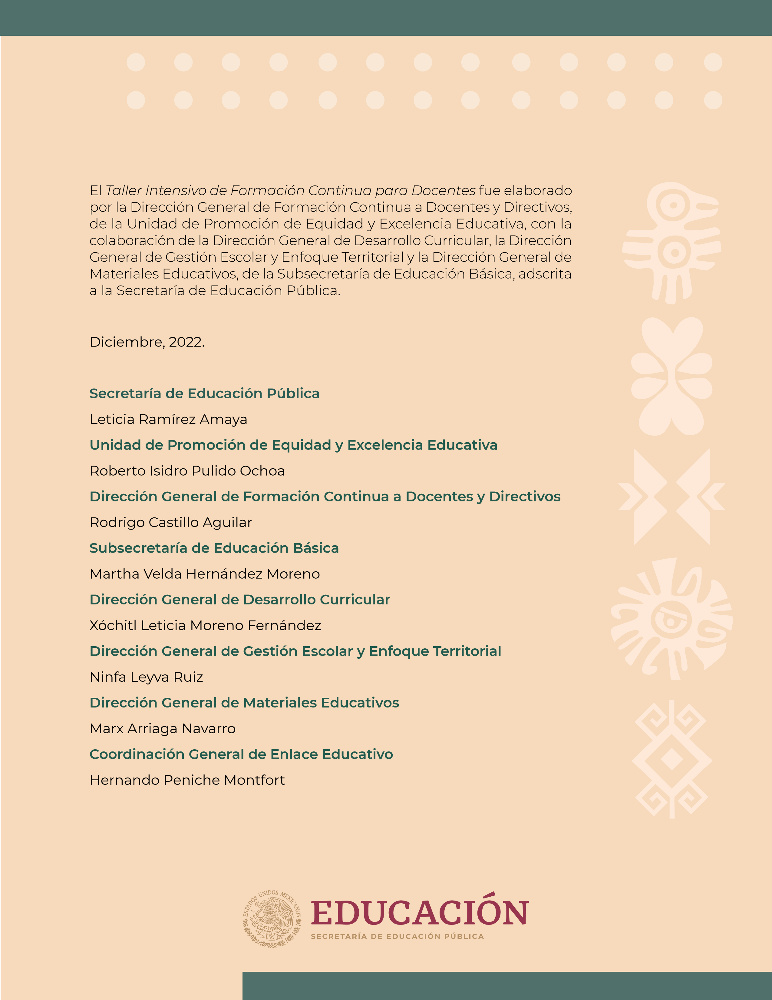 El Taller Intensivo de Formación Continua para Docentes fue elaborado
por la Dirección General de Formación Continua a Docentes y Directivos,
de la Unidad de Promoción de Equidad y Excelencia Educativa, con la
colaboración de la Dirección General de Desarrollo Curricular, la Dirección
General de Gestión Escolar y Enfoque Territorial y la Dirección General de
Materiales Educativos, de la Subsecretaría de Educación Básica, adscrita
a la Secretaría de Educación Pública.
Diciembre, 2022.
Secretaría de Educación Pública
Leticia Ramírez Amaya
Unidad de Promoción de Equidad y Excelencia Educativa
Roberto Isidro Pulido Ochoa
Dirección General de Formación Continua a Docentes y Directivos
Rodrigo Castillo Aguilar
Subsecretaría de Educación Básica
Martha Velda Hernández Moreno
Dirección General de Desarrollo Curricular
Xóchitl Leticia Moreno Fernández
Dirección General de Gestión Escolar y Enfoque Territorial
Ninfa Leyva Ruiz
Dirección General de Materiales Educativos
Marx Arriaga Navarro
Coordinación General de Enlace Educativo
Hernando Peniche Montfort
ESTADOS UNIDOS MEXICANOS
EDUCACIÓN
SECRETARÍA DE EDUCACIÓN PÚBLICA